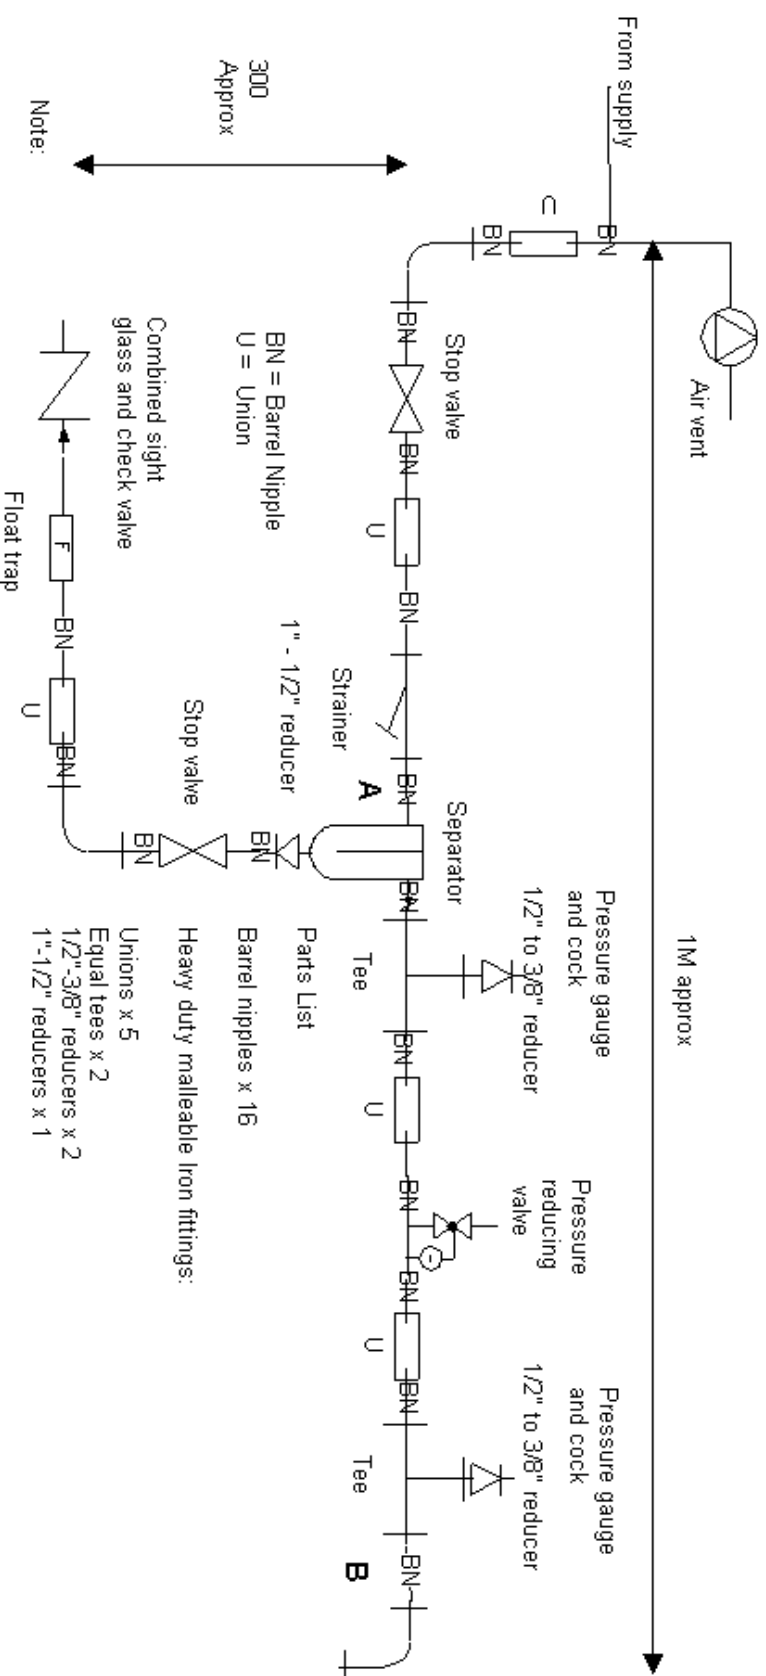 1M approx
From supply
Air vent
BN
U
BN
300
Approx
Stop valve
BN
BN
U
BN
Strainer
BN
A
Separator
BN
Pressure gauge
and cock
1/2" to 3/8" reducer
Tee
BN
U
BN
Pressure
reducing
valve
BN
U
BN
Pressure gauge
and cock
1/2" to 3/8" reducer
Tee
BN
B
1" - 1/2" reducer
BN
Stop valve
BN
BN
U
BN
F
Float trap
Combined sight
glass and check valve
Note:
BN = Barrel Nipple
U = Union
Parts List
Barrel nipples x 16
Heavy duty malleable Iron fittings:
Unions x 5
Equal tees x 2
1/2"-3/8" reducers x 2
1"-1/2" reducers x 1